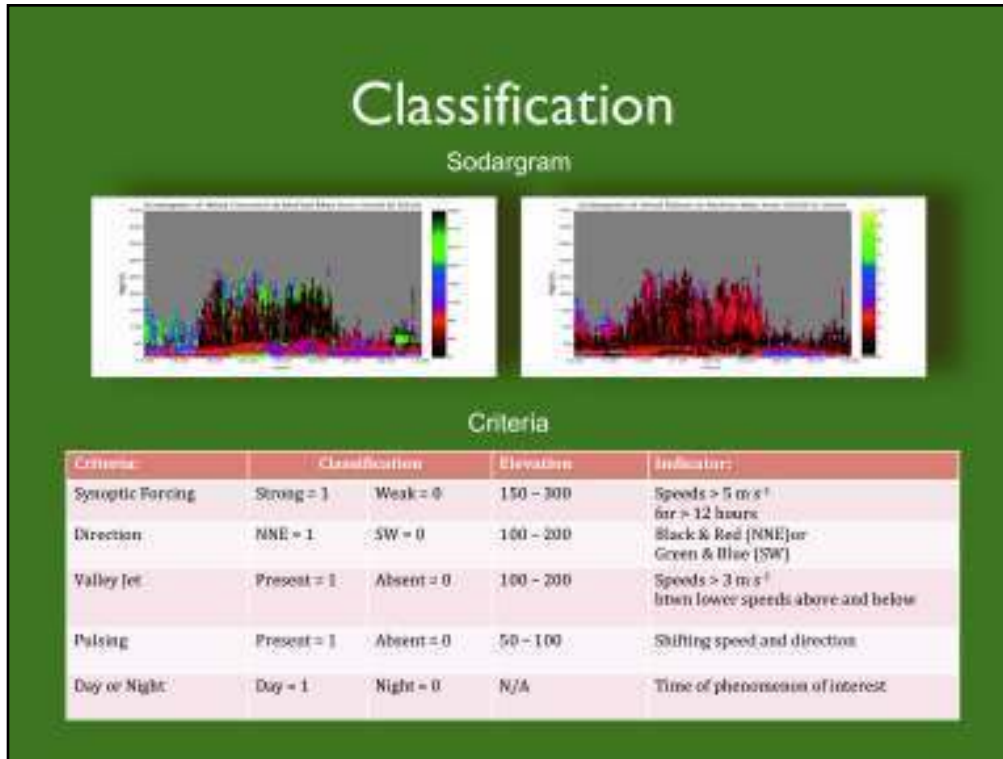 Classification
Sodargram
Criteria
Criteria: Classification Elevation Indicator:
Synoptic Forcing Strong = 1 Weak = 0 150 – 300 Speeds > 5 m s⁻¹
for > 12 hours
Direction NNE = 1 SW = 0 100 – 200 Black & Red (NNE)or
Green & Blue (SW)
Valley Jet Present = 1 Absent = 0 100 – 200 Speeds > 3 m s⁻¹
btwn lower speeds above and below
Pulsing Present = 1 Absent = 0 50 – 100 Shifting speed and direction
Day or Night Day = 1 Night = 0 N/A Time of phenomenon of interest